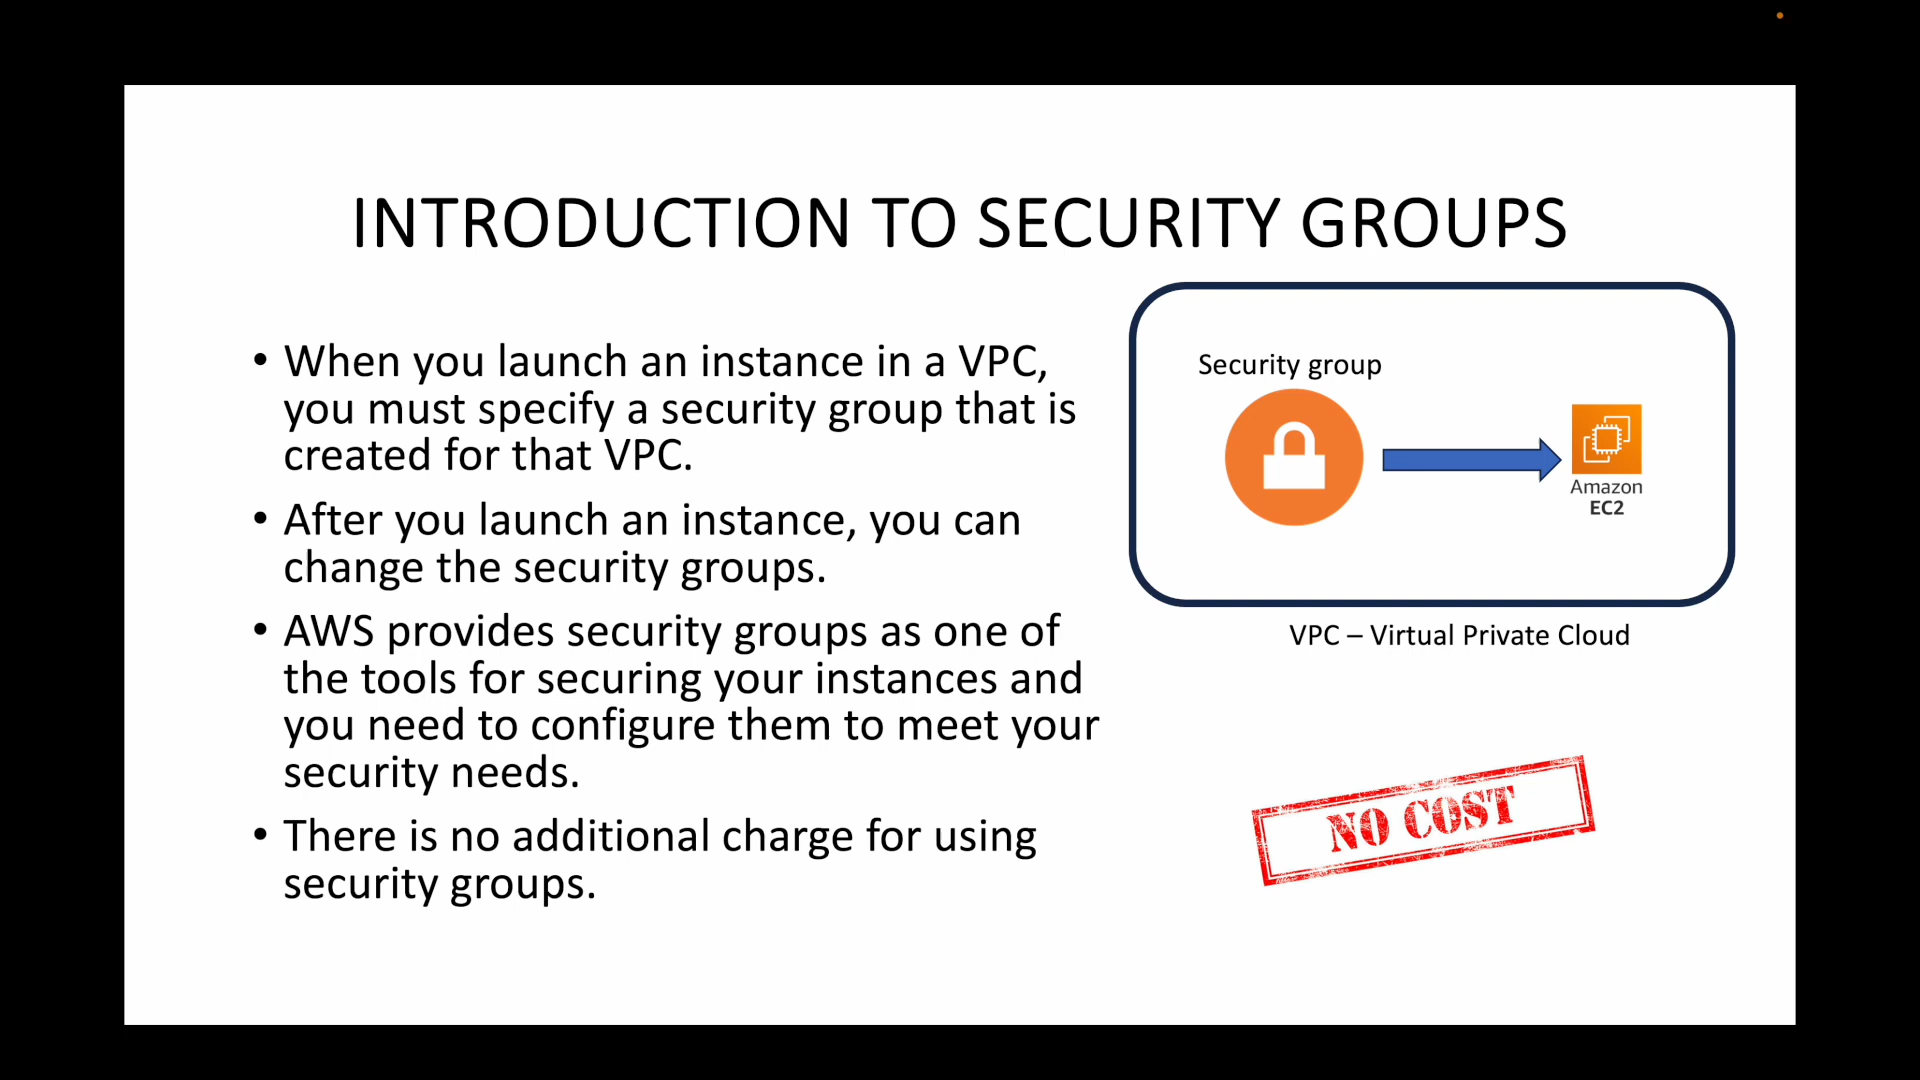 INTRODUCTION TO SECURITY GROUPS
• When you launch an instance in a VPC,
you must specify a security group that is
created for that VPC.
• After you launch an instance, you can
change the security groups.
• AWS provides security groups as one of
the tools for securing your instances and
you need to configure them to meet your
security needs.
• There is no additional charge for using
security groups.
Security group
Amazon
EC2
VPC – Virtual Private Cloud
NO COST